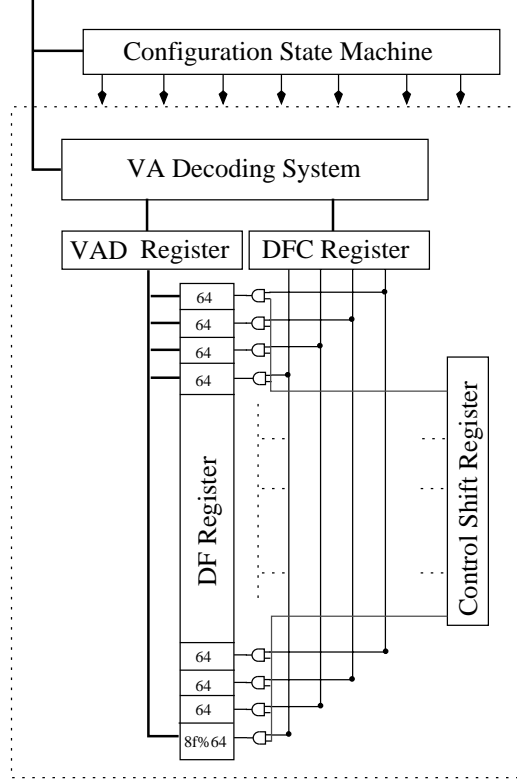 Configuration State Machine
VA Decoding System
VAD Register
DFC Register
64
64
64
64
DF Register
Control Shift Register
64
64
64
8f%64